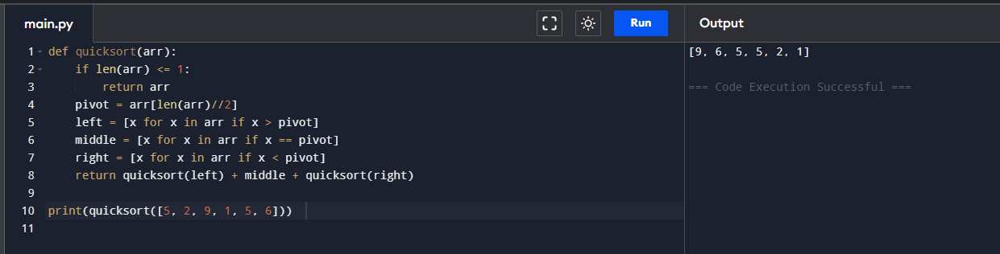 main.py
Run
Output
1 def quicksort(arr):
2     if len(arr) <= 1:
3         return arr
4     pivot = arr[len(arr)//2]
5     left = [x for x in arr if x > pivot]
6     middle = [x for x in arr if x == pivot]
7     right = [x for x in arr if x < pivot]
8     return quicksort(left) + middle + quicksort(right)
9
10 print(quicksort([5, 2, 9, 1, 5, 6]))
11
[9, 6, 5, 5, 2, 1]
=== Code Execution Successful ===